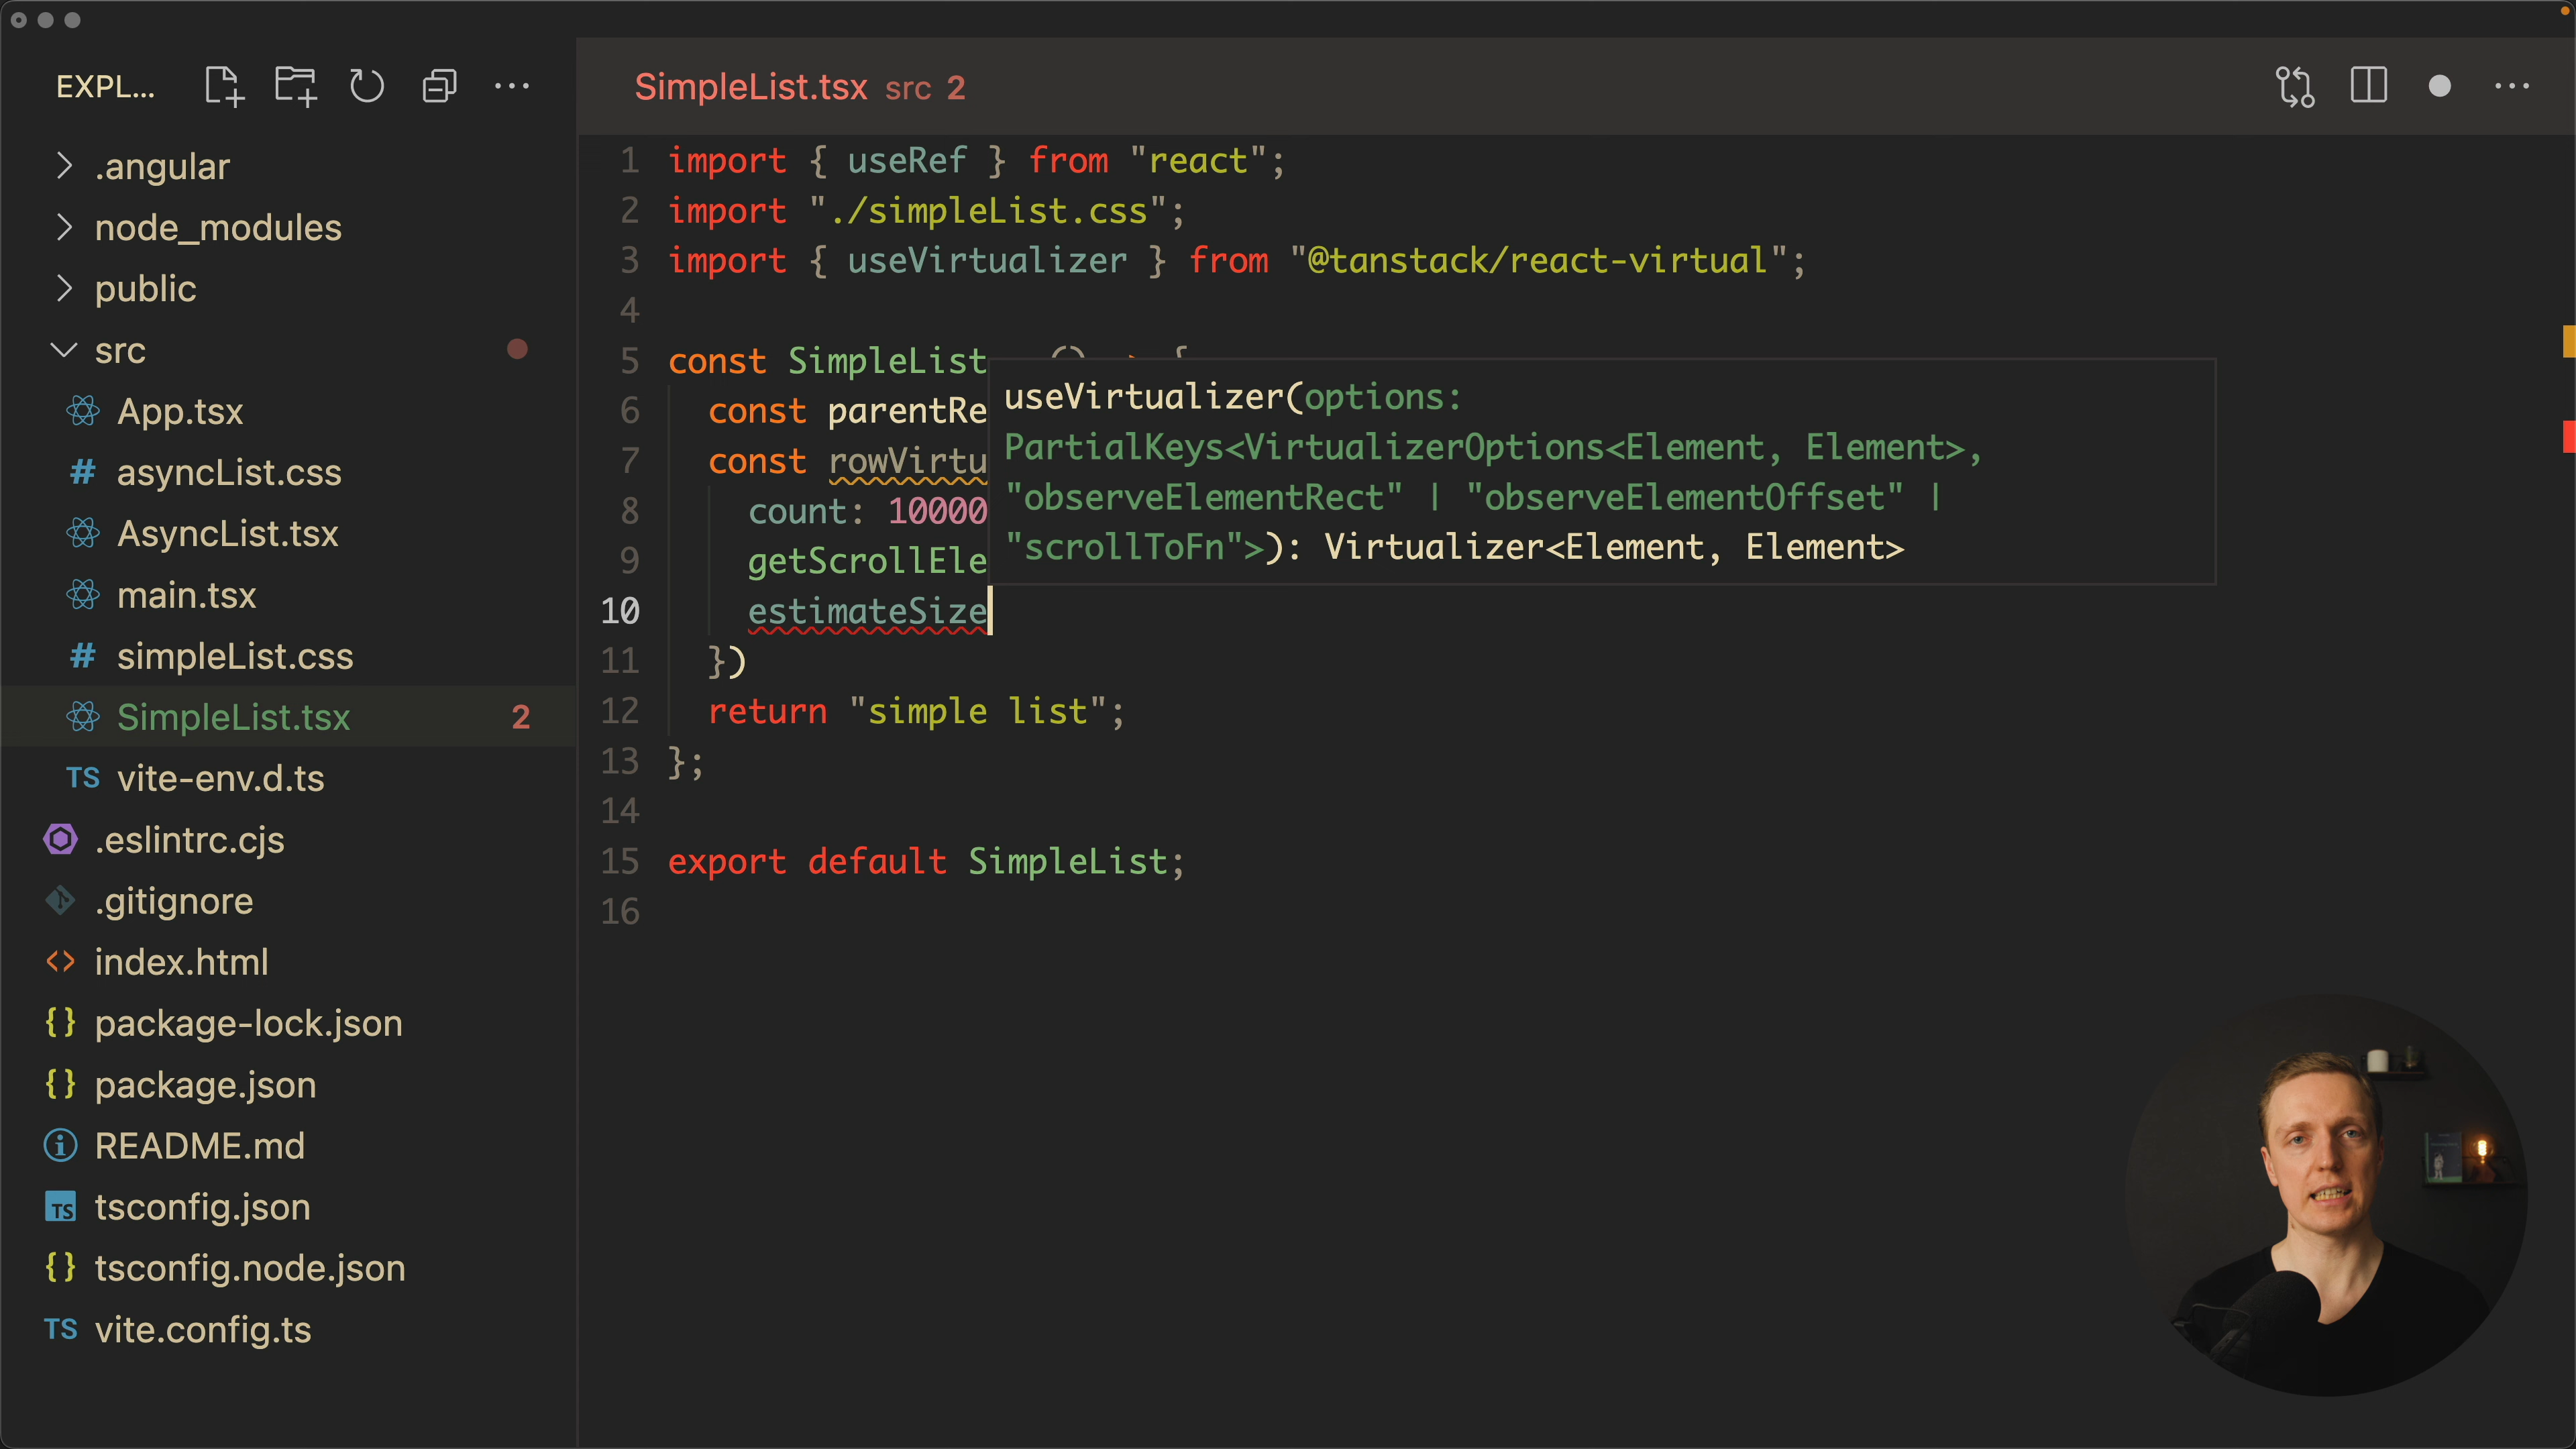 EXPL...
.angular
node_modules
public
src
App.tsx
# asyncList.css
AsyncList.tsx
main.tsx
# simpleList.css
SimpleList.tsx 2
TS vite-env.d.ts
.eslintrc.cjs
.gitignore
<> index.html
{} package-lock.json
{} package.json
README.md
TS tsconfig.json
{} tsconfig.node.json
TS vite.config.ts
SimpleList.tsx src 2
1 import { useRef } from "react";
2 import "./simpleList.css";
3 import { useVirtualizer } from "@tanstack/react-virtual";
4
5 const SimpleList
6 const parentRe
7 const rowVirtu
8 count: 10000
9 getScrollEle
10 estimateSize
11 })
12 return "simple list";
13 };
14
15 export default SimpleList;
16
useVirtualizer(options:
PartialKeys<VirtualizerOptions<Element, Element>,
"observeElementRect" | "observeElementOffset" |
"scrollToFn">): Virtualizer<Element, Element>